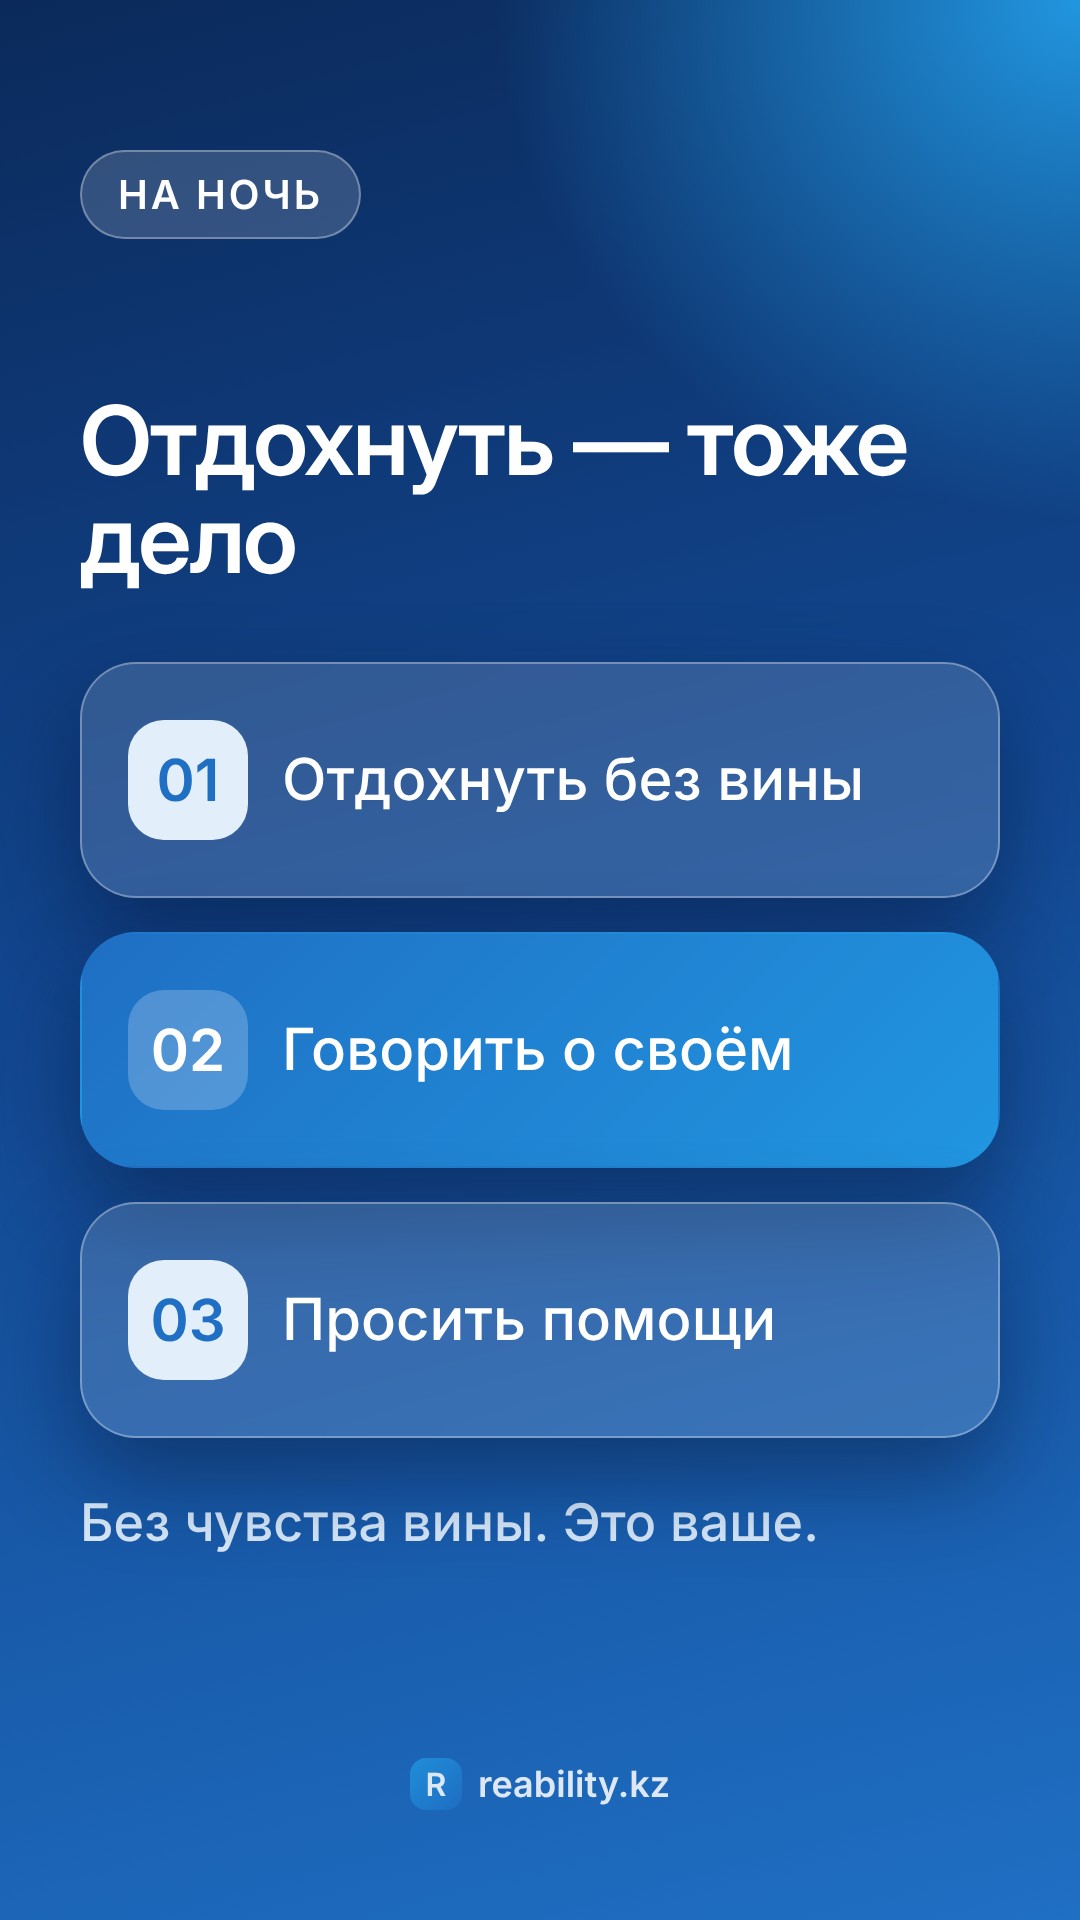 НА НОЧЬ
Отдохнуть — тоже
дело
01 Отдохнуть без вины
02 Говорить о своём
03 Просить помощи
Без чувства вины. Это ваше.
R reability.kz